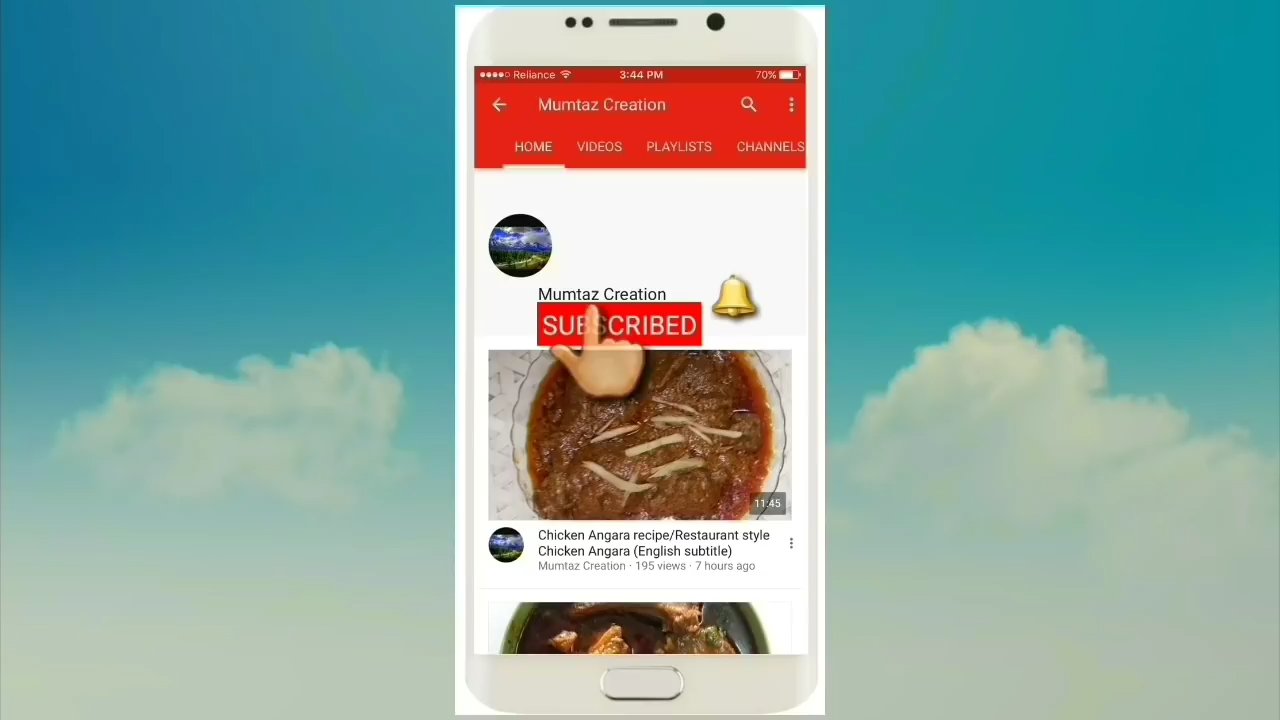 Reliance 3:44 PM 70%
Mumtaz Creation
HOME VIDEOS PLAYLISTS CHANNELS
Mumtaz Creation
SUBSCRIBED
11:45
Chicken Angara recipe/Restaurant style
Chicken Angara (English subtitle)
Mumtaz Creation · 195 views · 7 hours ago